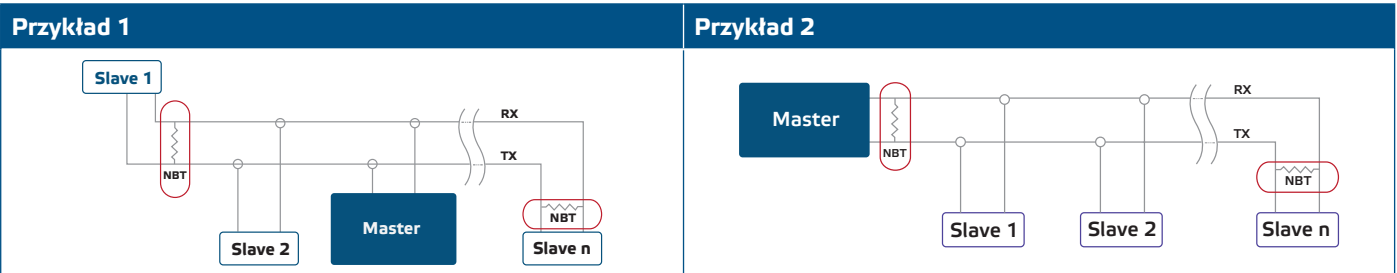 Przykład 1
Slave 1
RX
TX
NBT
NBT
Slave 2
Master
Slave n
Przykład 2
Master
RX
TX
NBT
NBT
Slave 1
Slave 2
Slave n